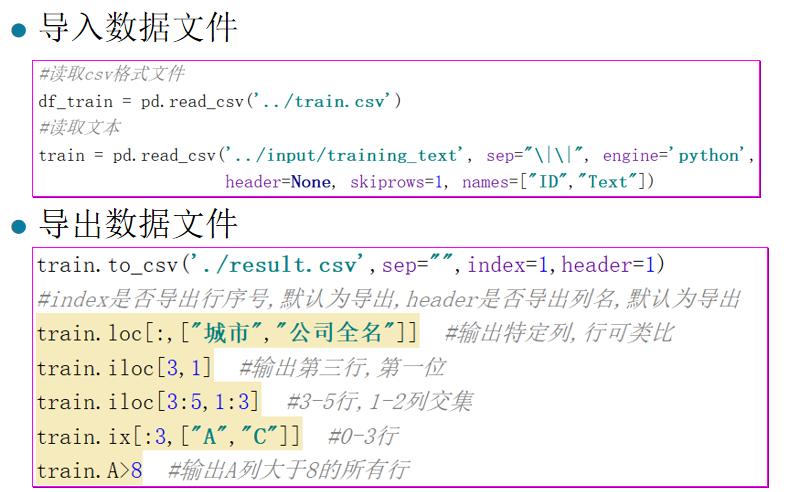 导入数据文件
#读取csv格式文件
df_train = pd.read_csv('../train.csv')
#读取文本
train = pd.read_csv('../input/training_text', sep="\|\|", engine='python',
header=None, skiprows=1, names=["ID","Text"])
导出数据文件
train.to_csv('./result.csv',sep="",index=1,header=1)
#index是否导出行序号,默认为导出,header是否导出列名,默认为导出
train.loc[:,["城市","公司全名"]] #输出特定列,行可类比
train.iloc[3,1] #输出第三行,第一位
train.iloc[3:5,1:3] #3-5行,1-2列交集
train.ix[:3,["A","C"]] #0-3行
train.A>8 #输出A列大于8的所有行